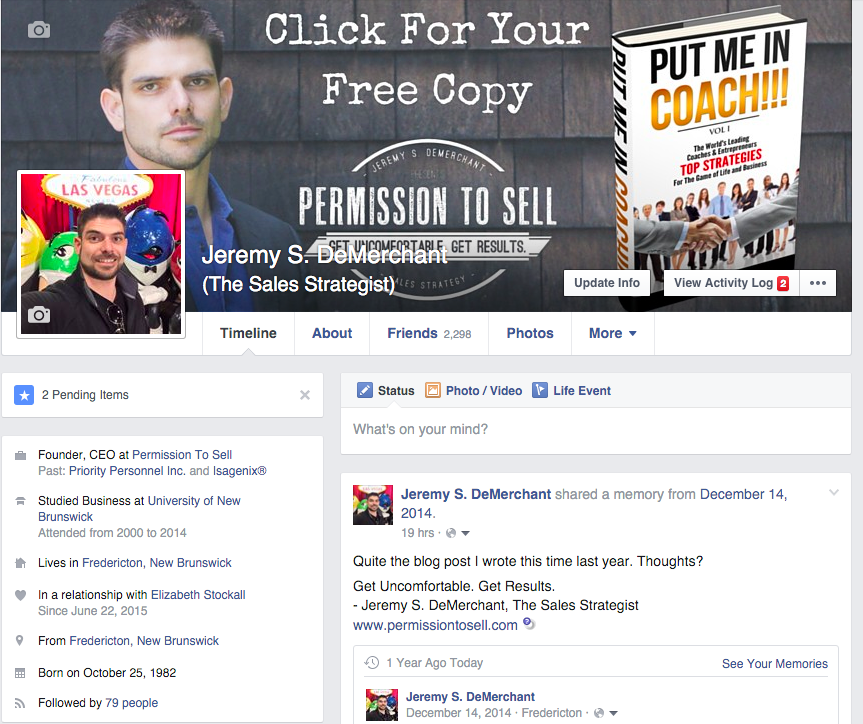 Click For Your
Free Copy
PUT ME IN
COACH!!!
VOL 1
The World's Leading
Coaches & Entrepreneurs
TOP STRATEGIES
For The Game of Life and Business
PUT ME IN COACH!!!
JEREMY S. DEMERCHANT
PRESENTS
PERMISSION TO SELL
GET UNCOMFORTABLE. GET RESULTS.
SALES STRATEGY
Fabulous
LAS VEGAS
Jeremy S. DeMerchant
(The Sales Strategist)
Update Info
View Activity Log 2
Timeline
About
Friends 2,298
Photos
More
2 Pending Items
Founder, CEO at Permission To Sell
Past: Priority Personnel Inc. and Isagenix®
Studied Business at University of New
Brunswick
Attended from 2000 to 2014
Lives in Fredericton, New Brunswick
In a relationship with Elizabeth Stockall
Since June 22, 2015
From Fredericton, New Brunswick
Born on October 25, 1982
Followed by 79 people
Status
Photo / Video
Life Event
What's on your mind?
Jeremy S. DeMerchant shared a memory from December 14,
2014.
19 hrs ·
Quite the blog post I wrote this time last year. Thoughts?
Get Uncomfortable. Get Results.
- Jeremy S. DeMerchant, The Sales Strategist
www.permissiontosell.com
1 Year Ago Today
See Your Memories
Jeremy S. DeMerchant
December 14, 2014 · Fredericton ·